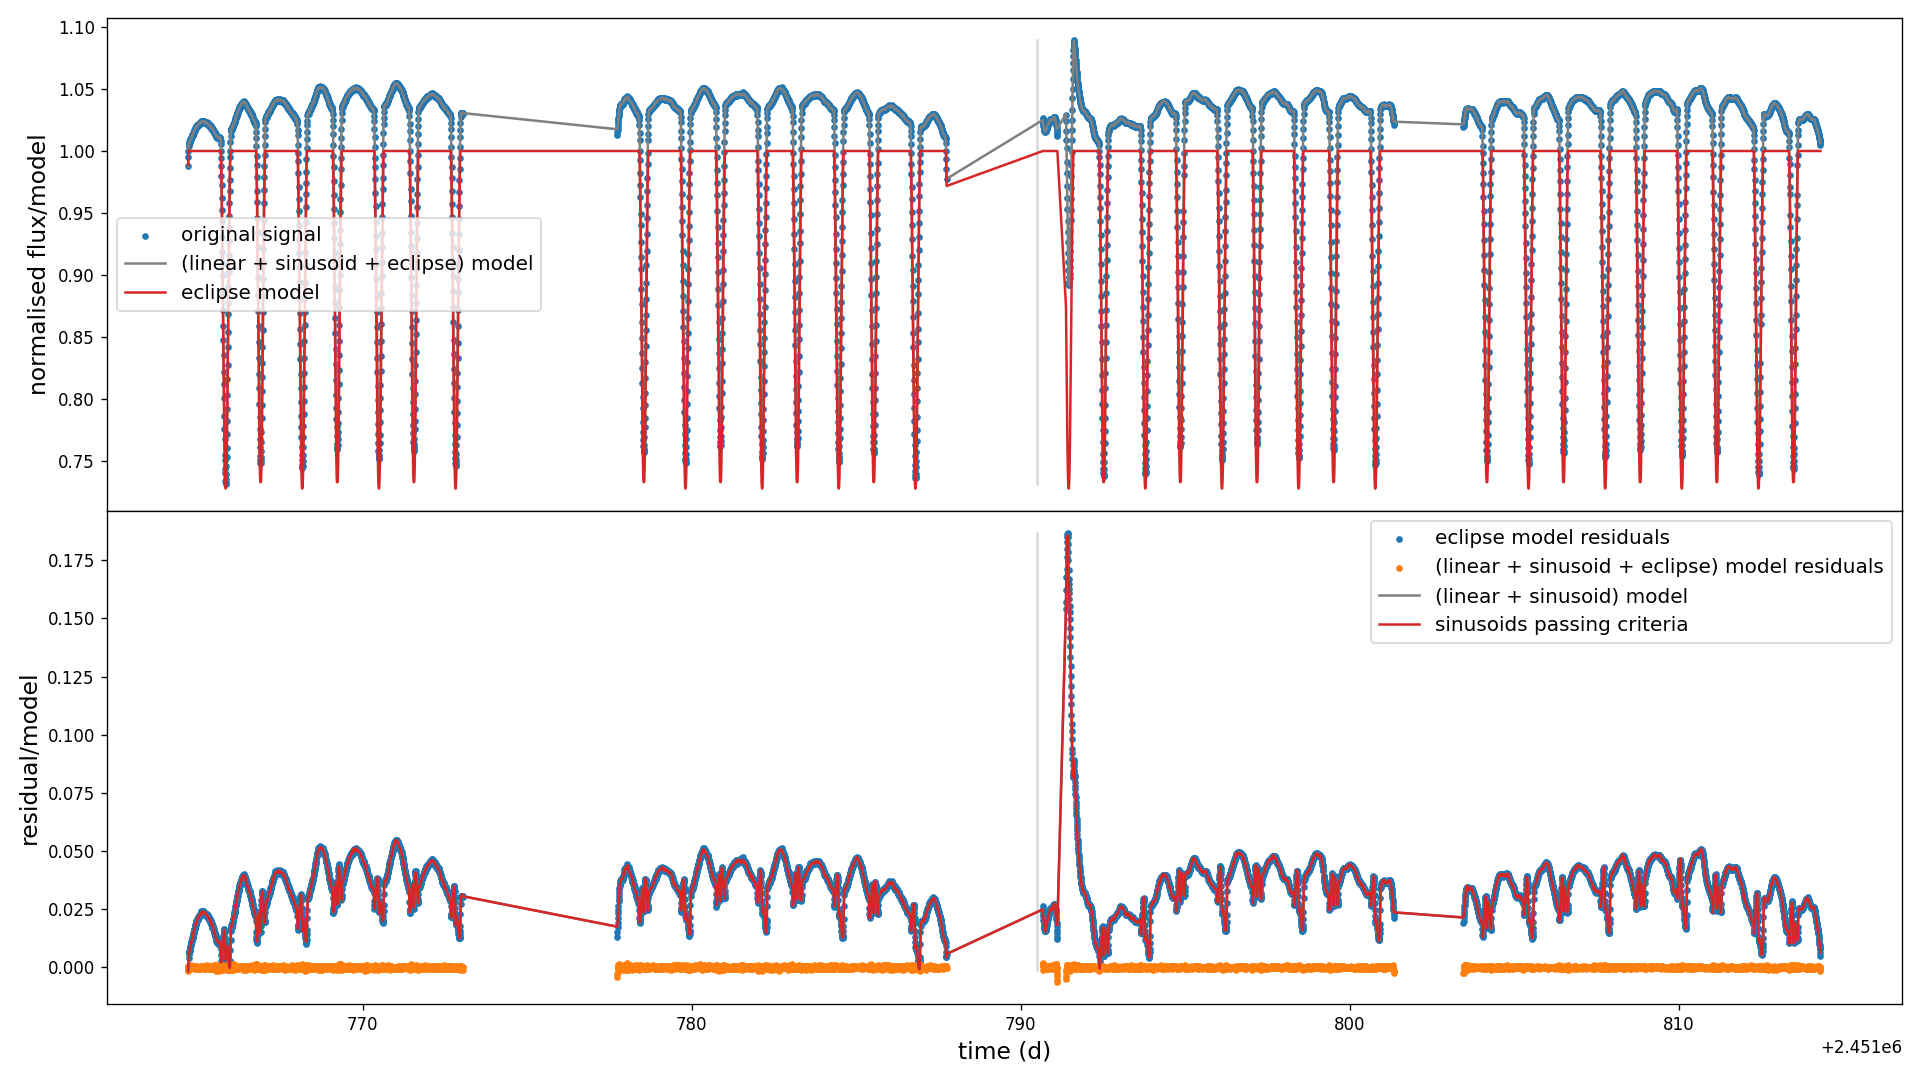 1.10
1.05
1.00
0.95
0.90
0.85
0.80
0.75
normalised flux/model
original signal
(linear + sinusoid + eclipse) model
eclipse model
0.175
0.150
0.125
0.100
0.075
0.050
0.025
0.000
residual/model
eclipse model residuals
(linear + sinusoid + eclipse) model residuals
(linear + sinusoid) model
sinusoids passing criteria
770
780
790
800
810
time (d)
+2.451e6